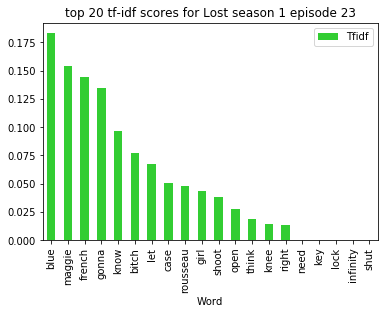 top 20 tf-idf scores for Lost season 1 episode 23
Tfidf
0.175
0.150
0.125
0.100
0.075
0.050
0.025
0.000
blue
maggie
french
gonna
know
bitch
let
case
rousseau
girl
shoot
open
think
knee
right
need
key
lock
infinity
shut
Word